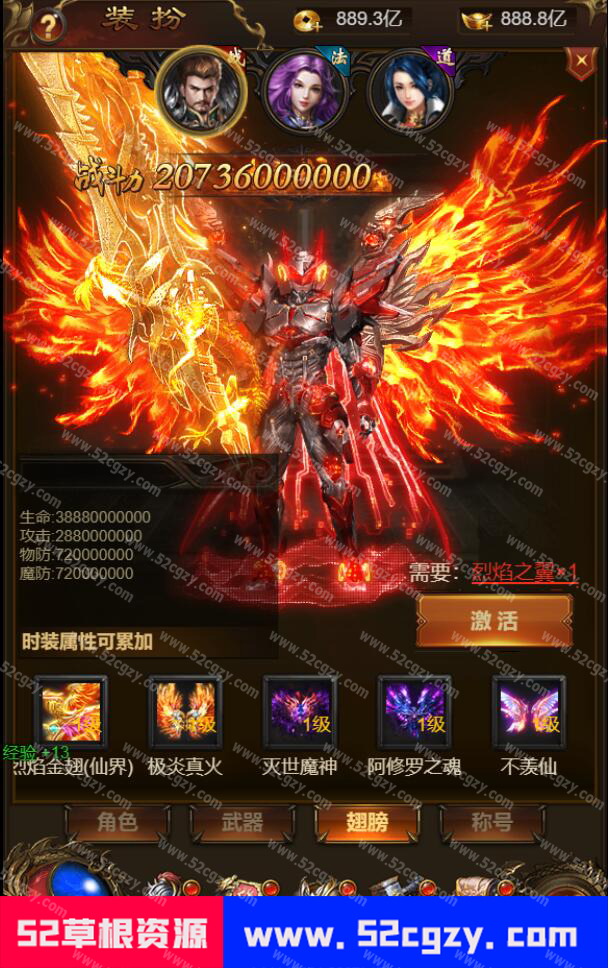 ?
装扮
889.3亿
888.8亿
战
法
道
战斗力 20736000000
生命:38880000000
攻击:2880000000
物防:720000000
魔防:720000000
需要: 烈焰之翼×1
激活
时装属性可累加
1级
1级
1级
1级
1级
经验 +13
烈焰金翅(仙界)
极炎真火
灭世魔神
阿修罗之魂
不羡仙
角色
武器
翅膀
称号
52草根资源
www.52cgzy.com